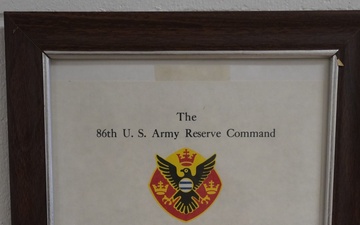 The
86th U. S. Army Reserve Command